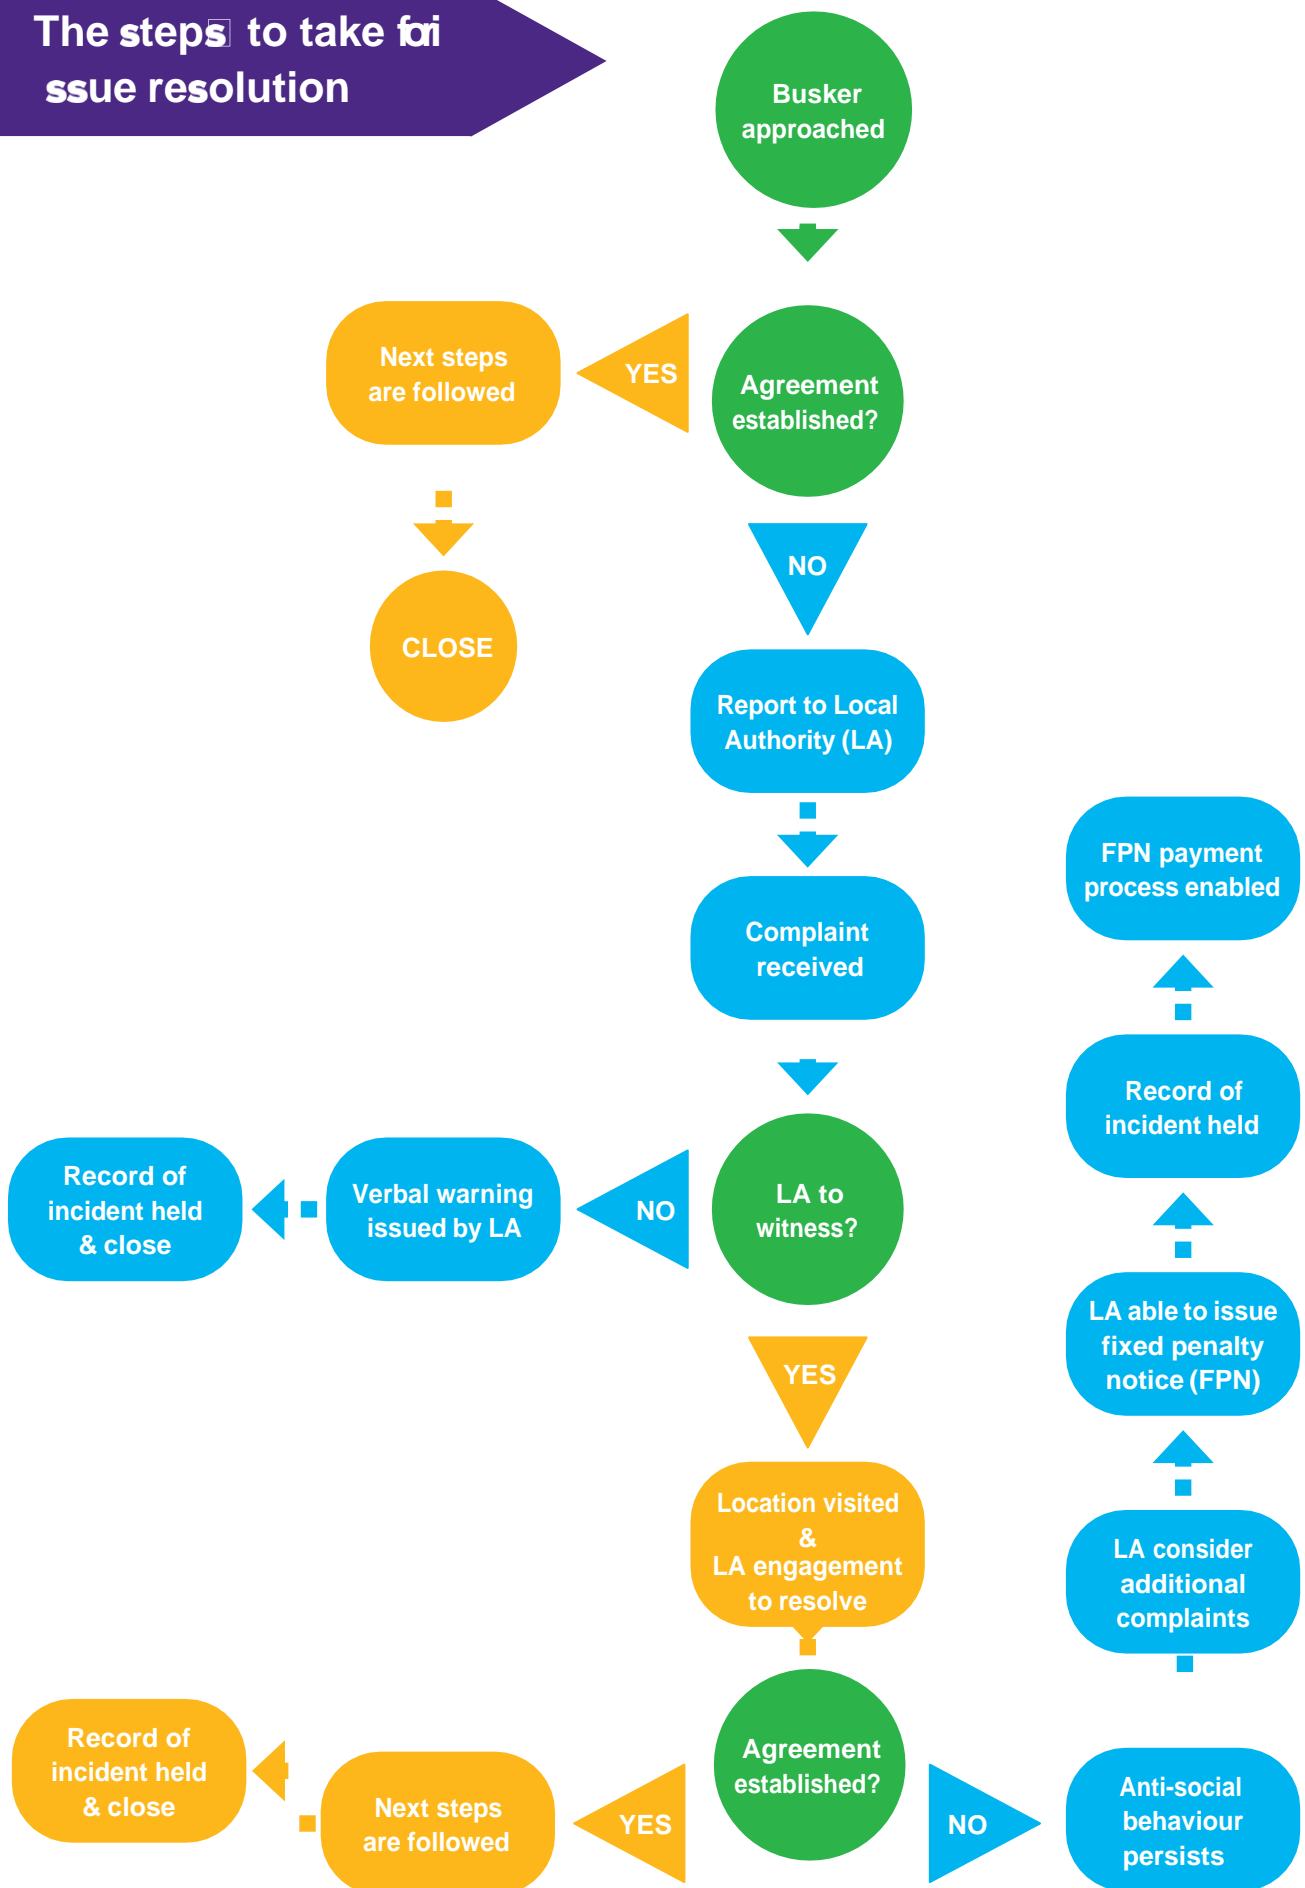 The steps to take fori
ssue resolution
Busker
approached
Next steps
are followed
YES
Agreement
established?
CLOSE
NO
Report to Local
Authority (LA)
Complaint
received
FPN payment
process enabled
Record of
incident held
Record of
incident held
& close
Verbal warning
issued by LA
NO
LA to
witness?
LA able to issue
fixed penalty
notice (FPN)
YES
Location visited
&
LA engagement
to resolve
LA consider
additional
complaints
Record of
incident held
& close
Next steps
are followed
YES
Agreement
established?
NO
Anti-social
behaviour
persists